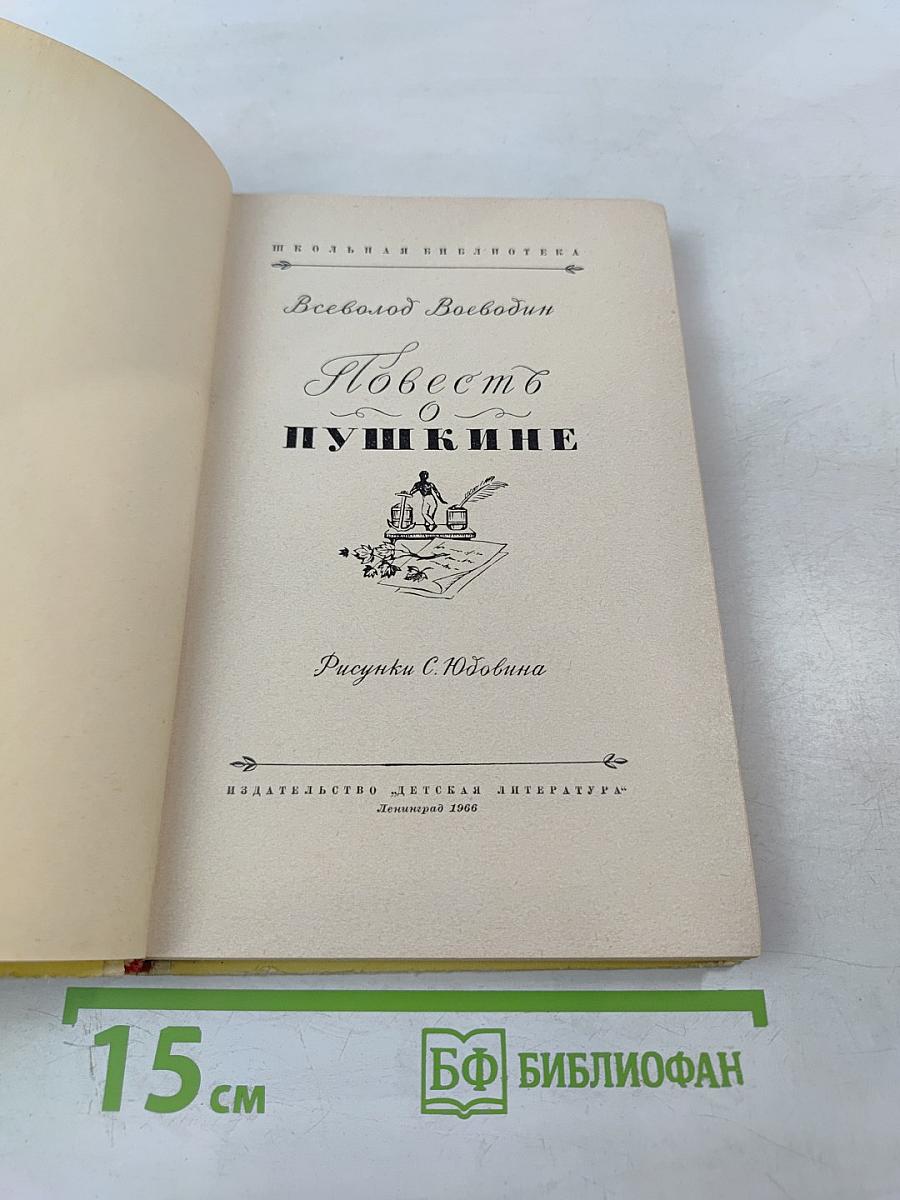 ШКОЛЬНАЯ БИБЛИОТЕКА
Всеволод Воеводин
Повесть
о
ПУШКИНЕ
Рисунки С. Юдовина
ИЗДАТЕЛЬСТВО „ДЕТСКАЯ ЛИТЕРАТУРА“
Ленинград 1966
15 см
БФ БИБЛИОФАН